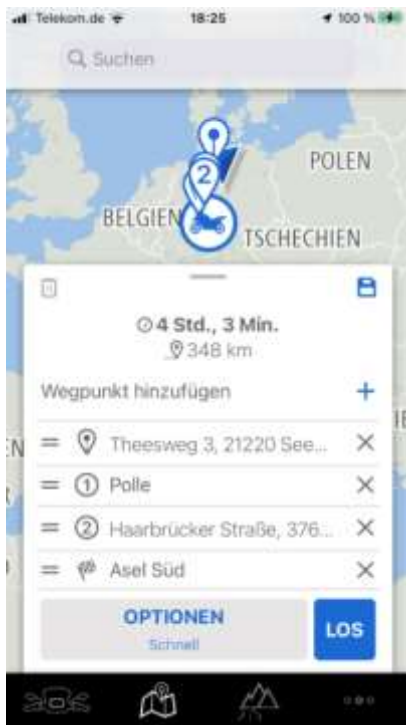 Telekom.de 18:25 100 %
Suchen
POLEN
2
BELGIEN
TSCHECHIEN
4 Std., 3 Min.
348 km
Wegpunkt hinzufügen +
Theesweg 3, 21220 See...
1 Polle
2 Haarbrücker Straße, 376...
Asel Süd
OPTIONEN
Schnell
LOS